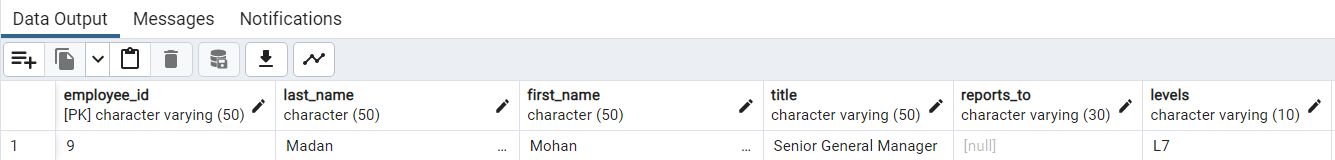 Data Output Messages Notifications
employee_id last_name first_name title reports_to levels
[PK] character varying (50) character (50) character (50) character varying (50) character varying (30) character varying (10)
1 9 Madan ... Mohan ... Senior General Manager [null] L7